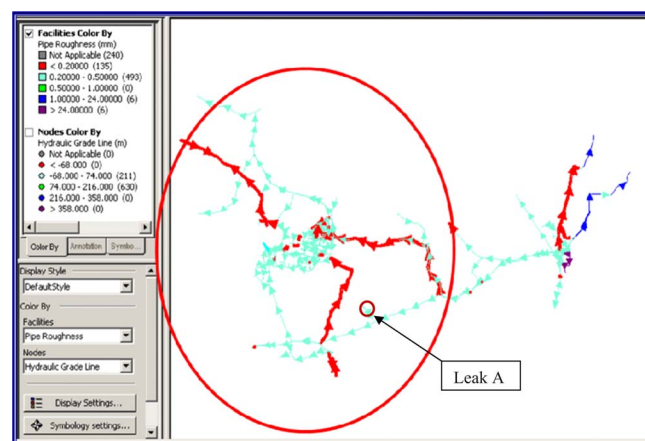 Facilities Color By
Pipe Roughness (mm)
Not Applicable (240)
< 0.20000 (135)
0.20000 - 0.50000 (493)
0.50000 - 1.00000 (0)
1.00000 - 24.00000 (6)
> 24.00000 (6)
Nodes Color By
Hydraulic Grade Line (m)
Not Applicable (0)
< -68.000 (0)
-68.000 - 74.000 (211)
74.000 - 216.000 (630)
216.000 - 358.000 (0)
> 358.000 (0)
Color By Annotation Symbo...
Display Style
DefaultStyle
Color By
Facilities
Pipe Roughness
Nodes
Hydraulic Grade Line
Display Settings...
Symbology settings...
Leak A